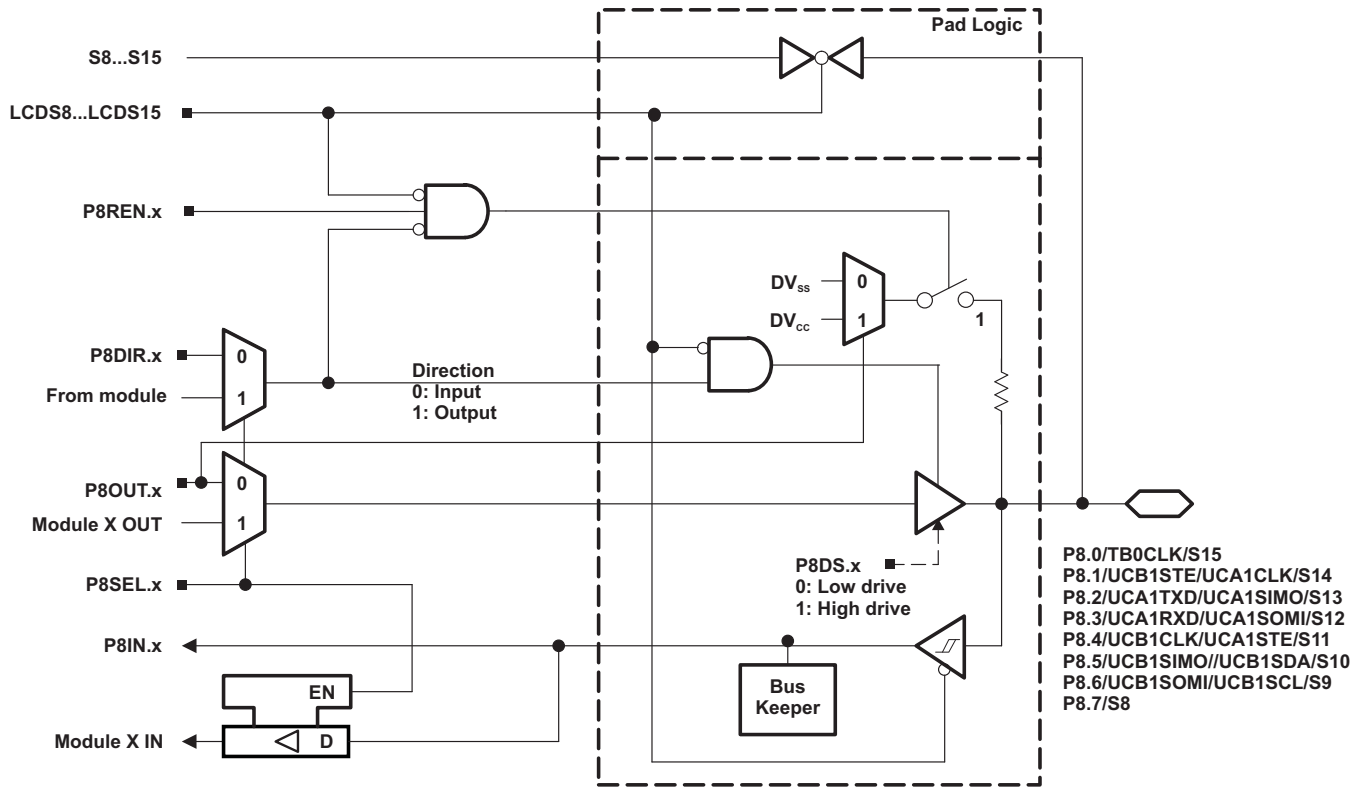 Pad Logic
S8...S15
LCDS8...LCDS15
P8REN.x
DVss
0
DVcc
1
1
P8DIR.x
0
From module
1
Direction
0: Input
1: Output
P8OUT.x
0
Module X OUT
1
P8SEL.x
P8DS.x
0: Low drive
1: High drive
P8IN.x
EN
D
Module X IN
Bus
Keeper
P8.0/TB0CLK/S15
P8.1/UCB1STE/UCA1CLK/S14
P8.2/UCA1TXD/UCA1SIMO/S13
P8.3/UCA1RXD/UCA1SOMI/S12
P8.4/UCB1CLK/UCA1STE/S11
P8.5/UCB1SIMO//UCB1SDA/S10
P8.6/UCB1SOMI/UCB1SCL/S9
P8.7/S8